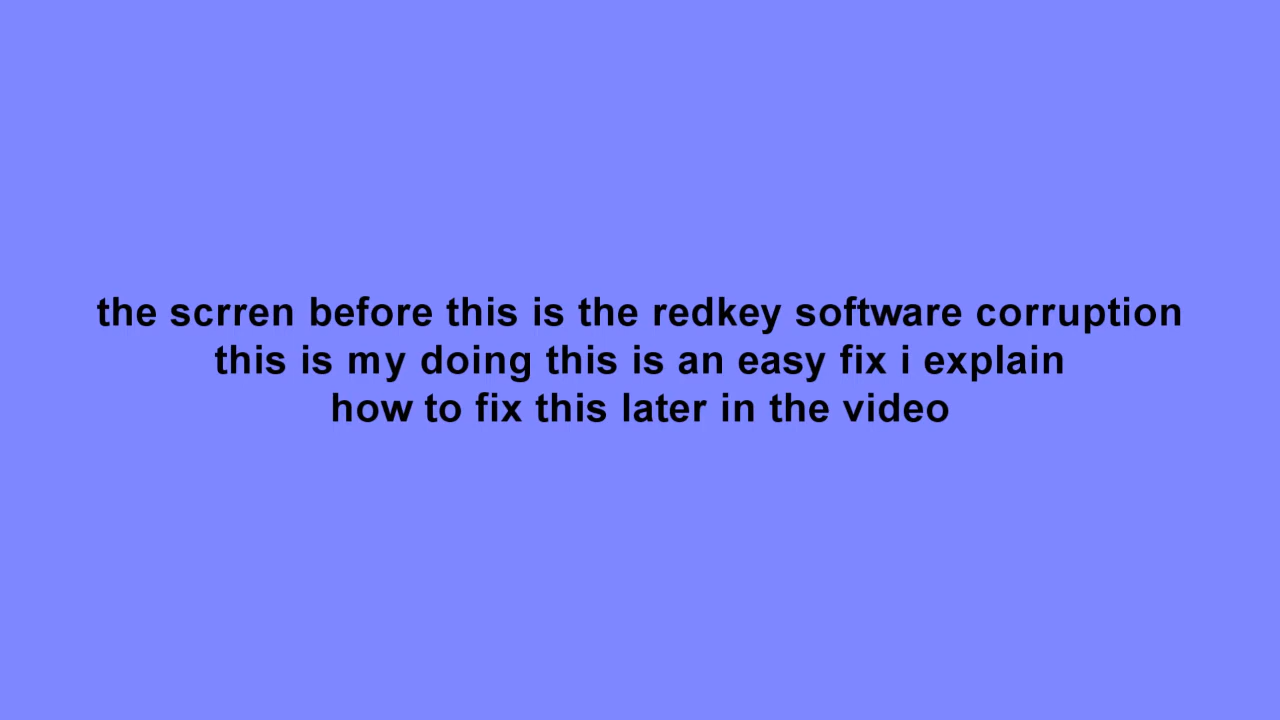 the scrren before this is the redkey software corruption
this is my doing this is an easy fix i explain
how to fix this later in the video